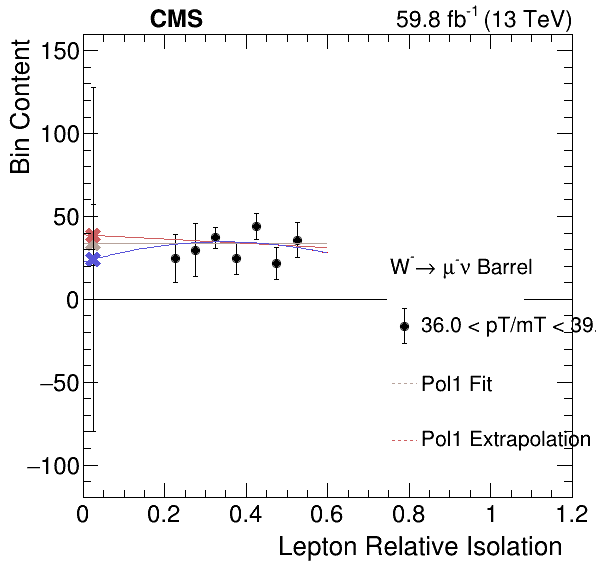 CMS
59.8 fb-1 (13 TeV)
Bin Content
150
100
50
0
−50
−100
W-→ μ-ν Barrel
36.0 < pT/mT < 39.
Pol1 Fit
Pol1 Extrapolation
0 0.2 0.4 0.6 0.8 1 1.2
Lepton Relative Isolation